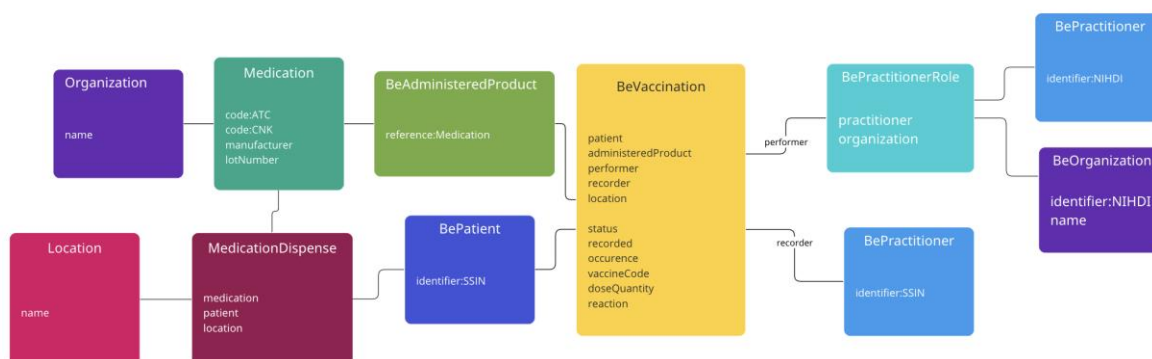 Organization
name
Medication
code:ATC
code:CNK
manufacturer
lotNumber
BeAdministeredProduct
reference:Medication
BeVaccination
patient
administeredProduct
performer
recorder
location
status
recorded
occurence
vaccineCode
doseQuantity
reaction
performer
BePractitionerRole
practitioner
organization
BePractitioner
identifier:NIHDI
BeOrganization
identifier:NIHDI
name
Location
name
MedicationDispense
medication
patient
location
BePatient
identifier:SSIN
recorder
BePractitioner
identifier:SSIN